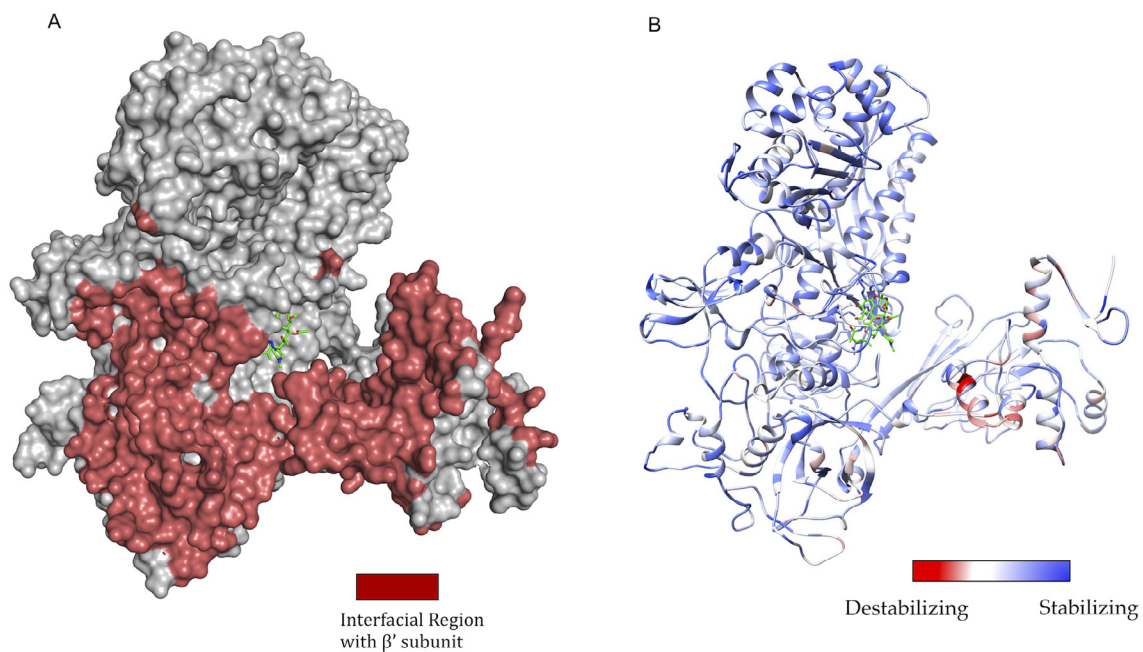 A
B
Interfacial Region
with β′ subunit
Destabilizing
Stabilizing